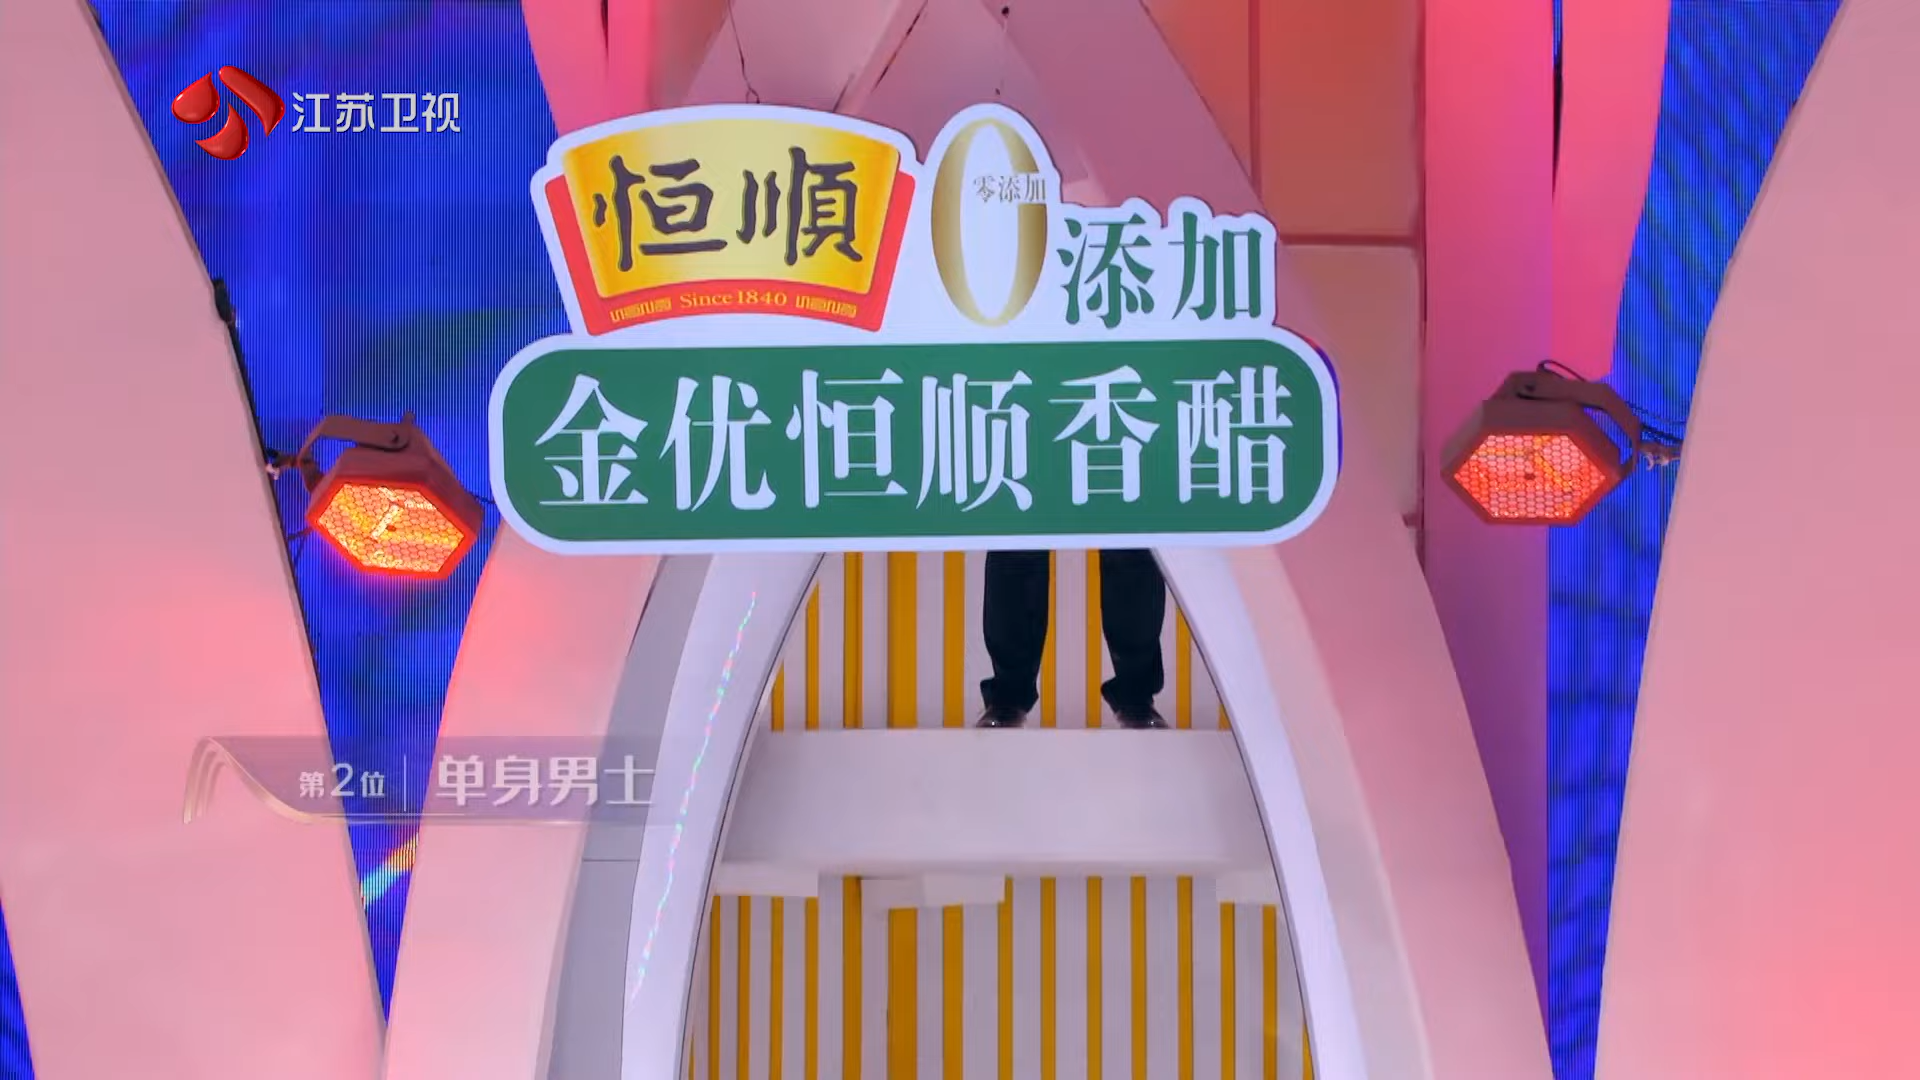 江苏卫视
恒順
Since 1840
零添加
0添加
金优恒顺香醋
第2位 单身男士